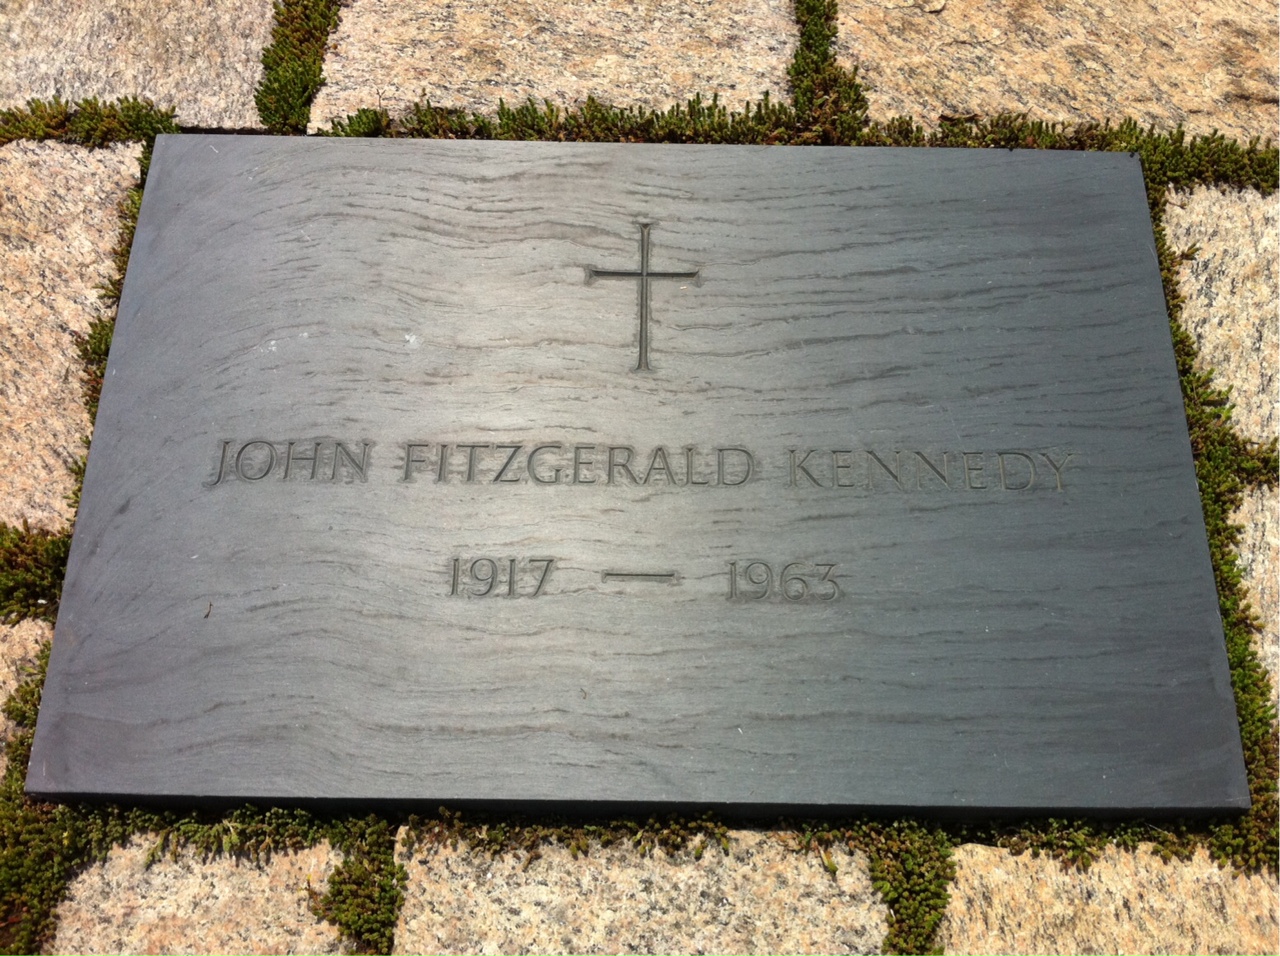 JOHN FITZGERALD KENNEDY
1917 — 1963